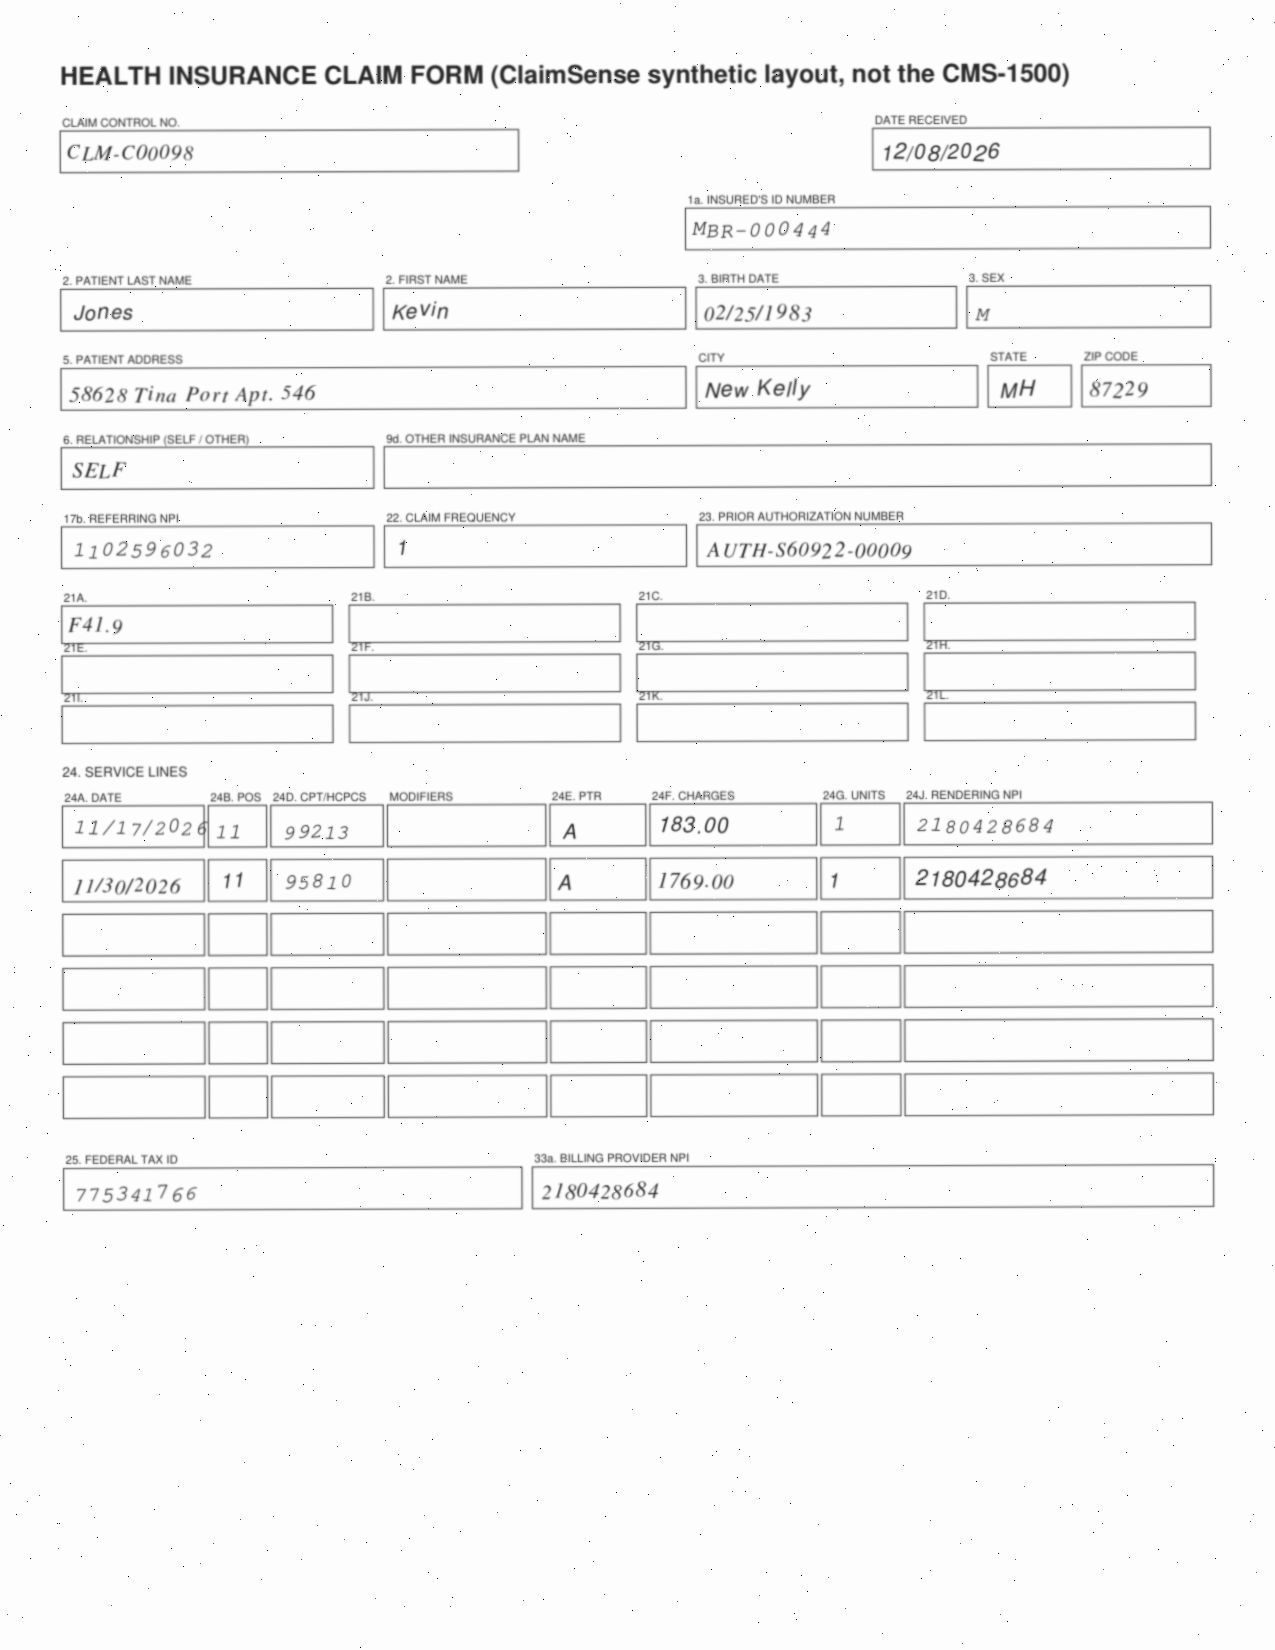 HEALTH INSURANCE CLAIM FORM (ClaimSense synthetic layout, not the CMS-1500)
CLAIM CONTROL NO. DATE RECEIVED
CLM-C00098 12/08/2026
1a. INSURED'S ID NUMBER
MBR-000444
2. PATIENT LAST NAME 2. FIRST NAME 3. BIRTH DATE 3. SEX
Jones Kevin 02/25/1983 M
5. PATIENT ADDRESS CITY STATE ZIP CODE
58628 Tina Port Apt. 546 New Kelly MH 87229
6. RELATIONSHIP (SELF / OTHER) 9d. OTHER INSURANCE PLAN NAME
SELF
17b. REFERRING NPI 22. CLAIM FREQUENCY 23. PRIOR AUTHORIZATION NUMBER
1102596032 1 AUTH-S60922-00009
21A. 21B. 21C. 21D.
F41.9
21E. 21F. 21G. 21H.
21I. 21J. 21K. 21L.
24. SERVICE LINES
24A. DATE 24B. POS 24D. CPT/HCPCS MODIFIERS 24E. PTR 24F. CHARGES 24G. UNITS 24J. RENDERING NPI
11/17/2026 11 99213 A 183.00 1 2180428684
11/30/2026 11 95810 A 1769.00 1 2180428684
25. FEDERAL TAX ID 33a. BILLING PROVIDER NPI
775341766 2180428684